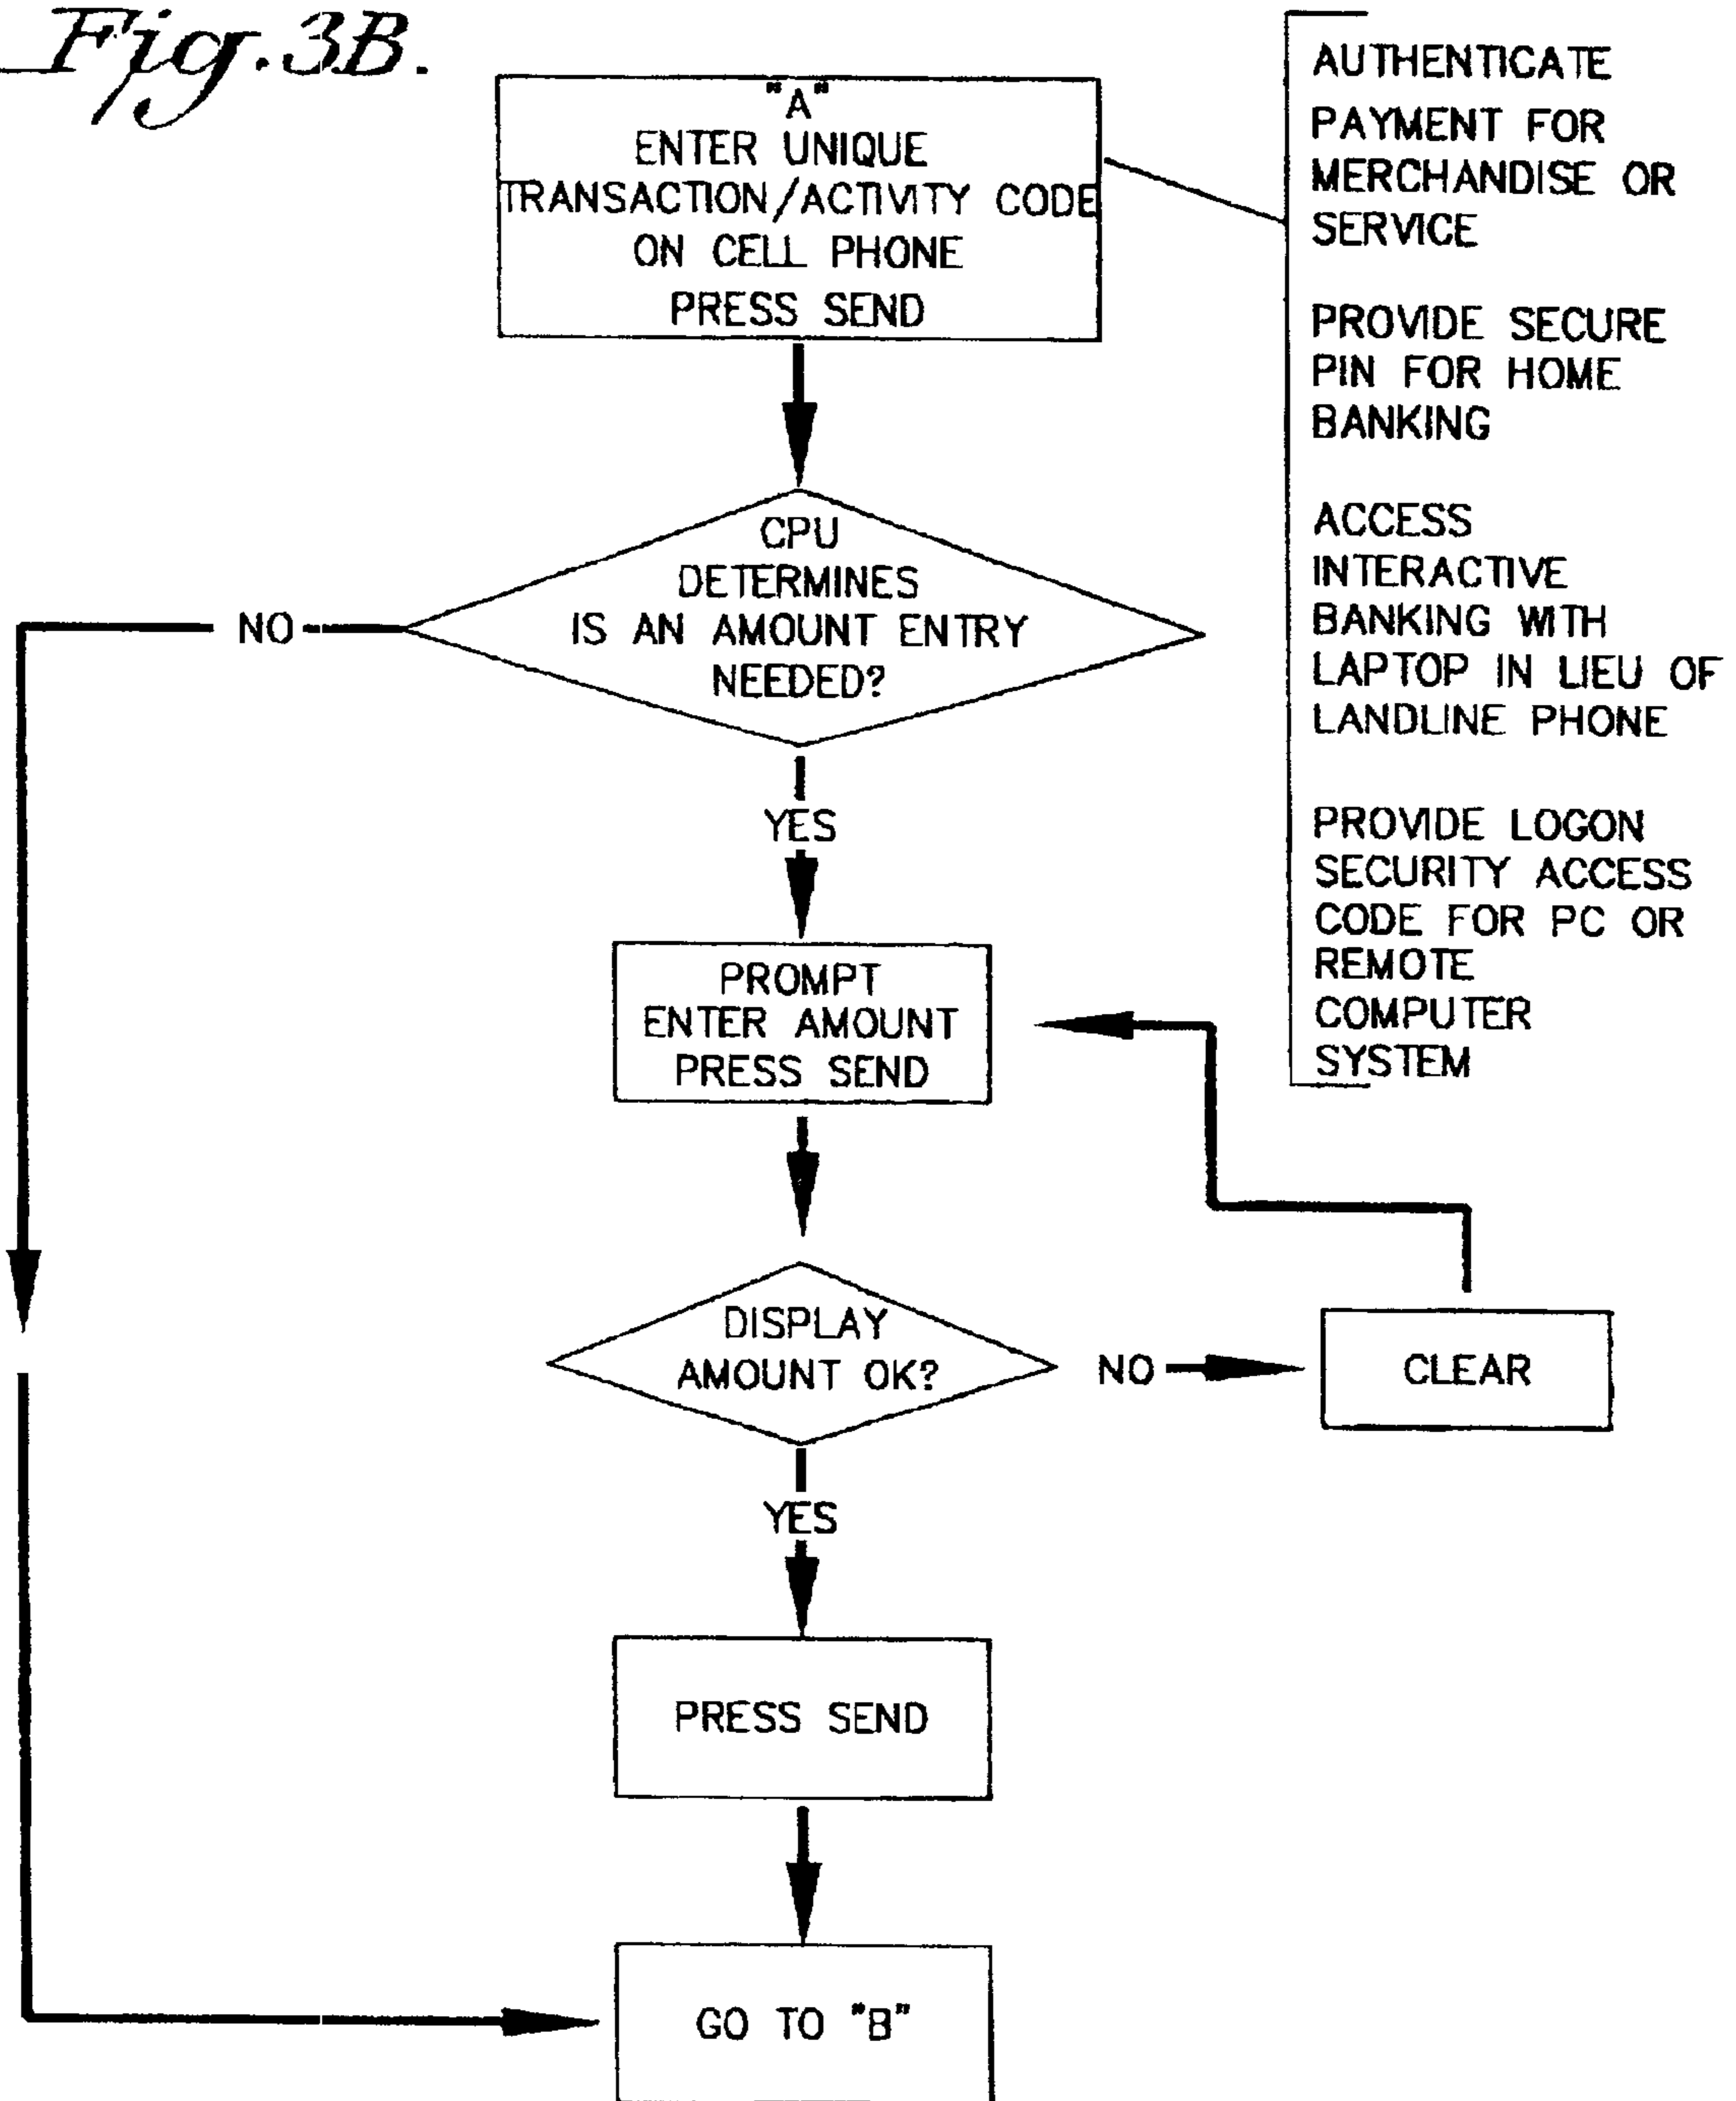 Fig. 3B.
"A"
ENTER UNIQUE
TRANSACTION/ACTIVITY CODE
ON CELL PHONE
PRESS SEND
AUTHENTICATE
PAYMENT FOR
MERCHANDISE OR
SERVICE
PROVIDE SECURE
PIN FOR HOME
BANKING
ACCESS
INTERACTIVE
BANKING WITH
LAPTOP IN LIEU OF
LANDLINE PHONE
PROVIDE LOGON
SECURITY ACCESS
CODE FOR PC OR
REMOTE
COMPUTER
SYSTEM
CPU
DETERMINES
IS AN AMOUNT ENTRY
NEEDED?
NO
YES
PROMPT
ENTER AMOUNT
PRESS SEND
DISPLAY
AMOUNT OK?
NO
CLEAR
YES
PRESS SEND
GO TO "B"